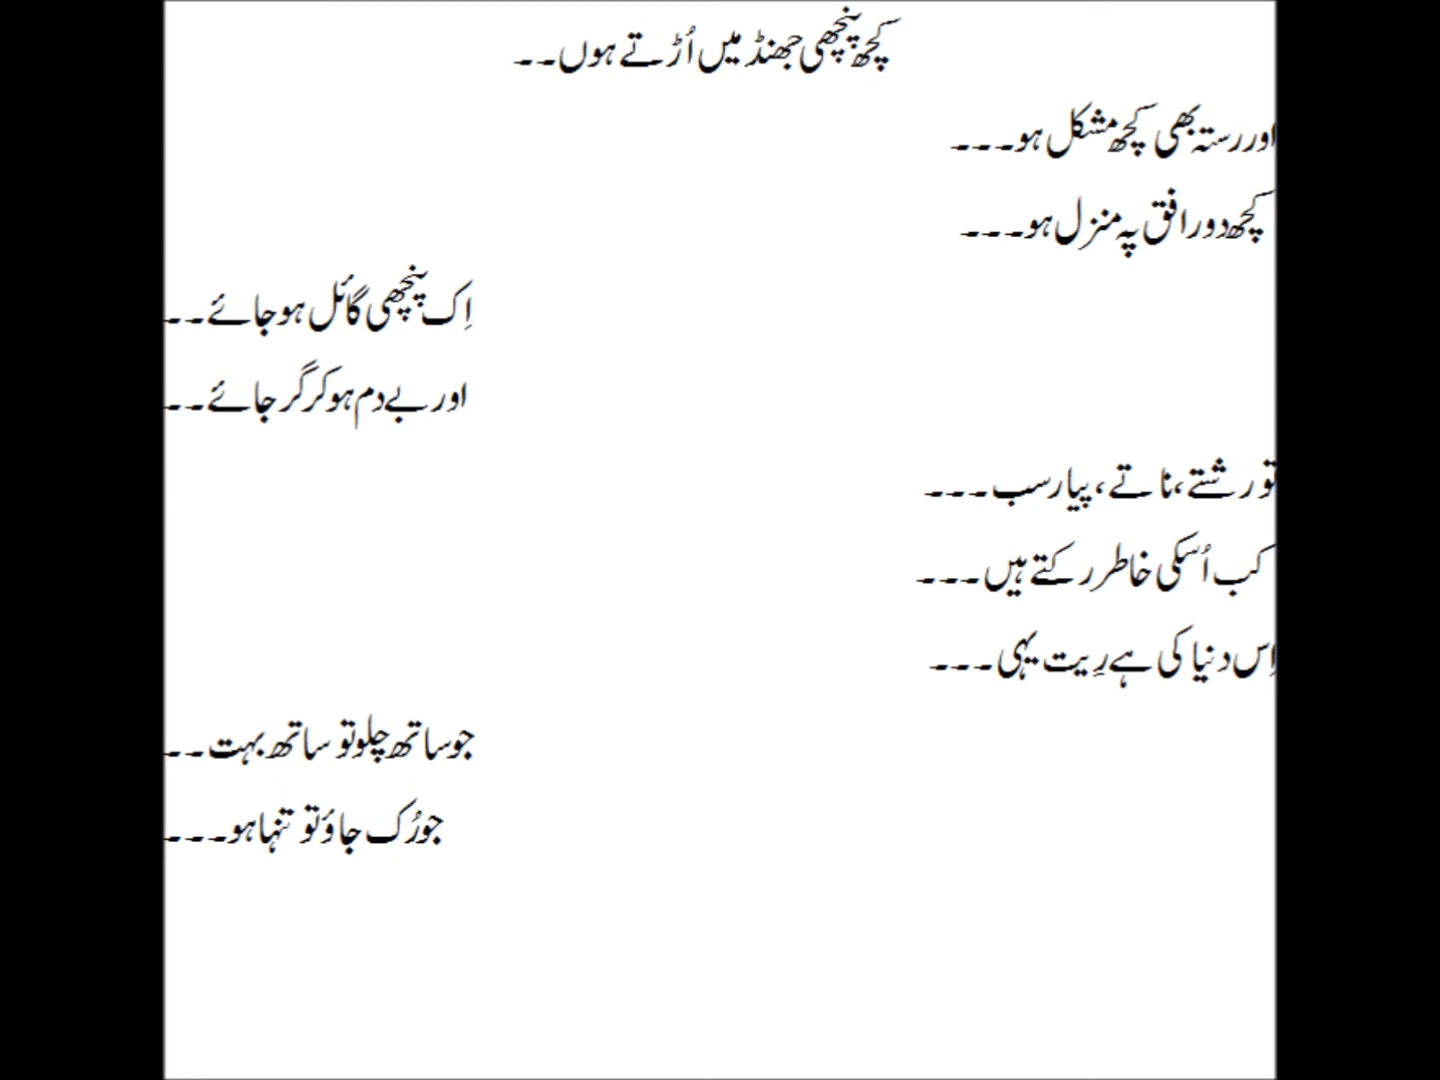 کچھ پنچھی جھنڈ میں اُڑتے ہوں۔۔
اور رستہ بھی کچھ مشکل ہو۔۔۔
کچھ دور افق پہ منزل ہو۔۔۔
اِک پنچھی گائل ہو جائے۔۔
اور بے دم ہو کر گر جائے۔۔
تو رشتے،ناتے،پیار سب۔۔۔
کب اُسکی خاطر رکتے ہیں۔۔۔
اِس دنیا کی ہے رِیت یہی۔۔۔
جو ساتھ چلو تو ساتھ بہت۔۔
جو رُک جاؤ تو تنہا ہو۔۔۔